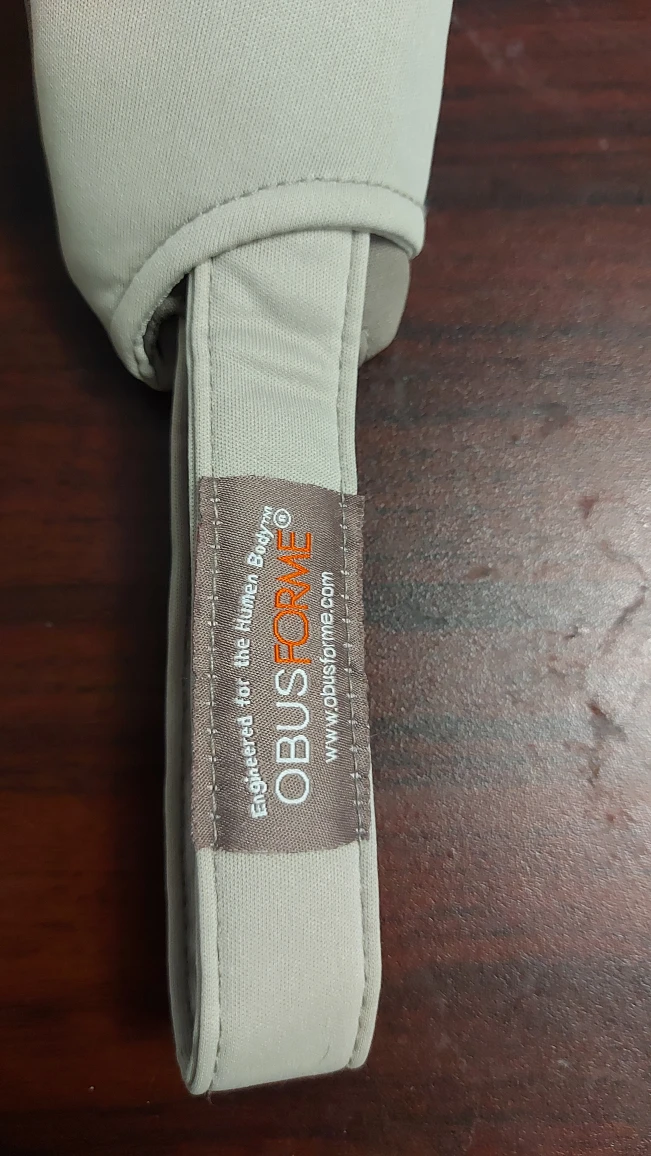 Engineered for the Human Body™
OBUSFORME®
www.obusforme.com